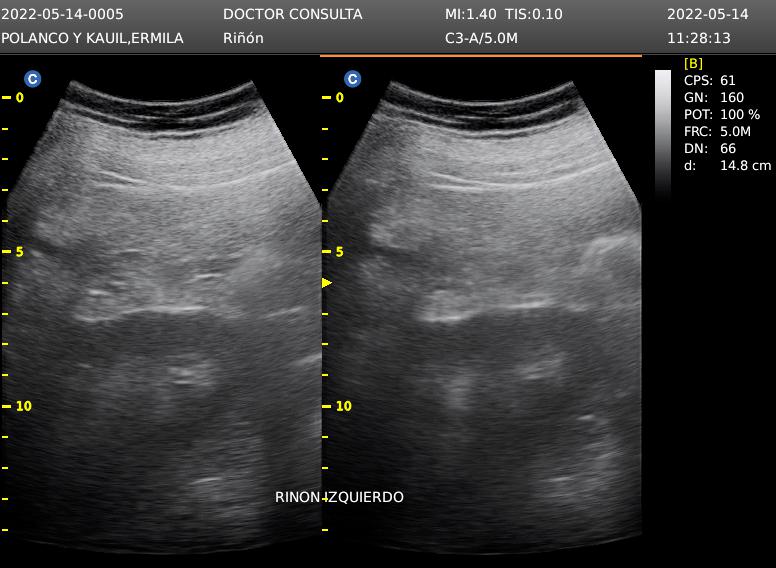 2022-05-14-0005 DOCTOR CONSULTA MI:1.40 TIS:0.10 2022-05-14
POLANCO Y KAUIL,ERMILA Riñón C3-A/5.0M 11:28:13
[B]
CPS: 61
GN: 160
POT: 100 %
FRC: 5.0M
DN: 66
d: 14.8 cm
C C
0 0
5 5
10 10
RINON IZQUIERDO